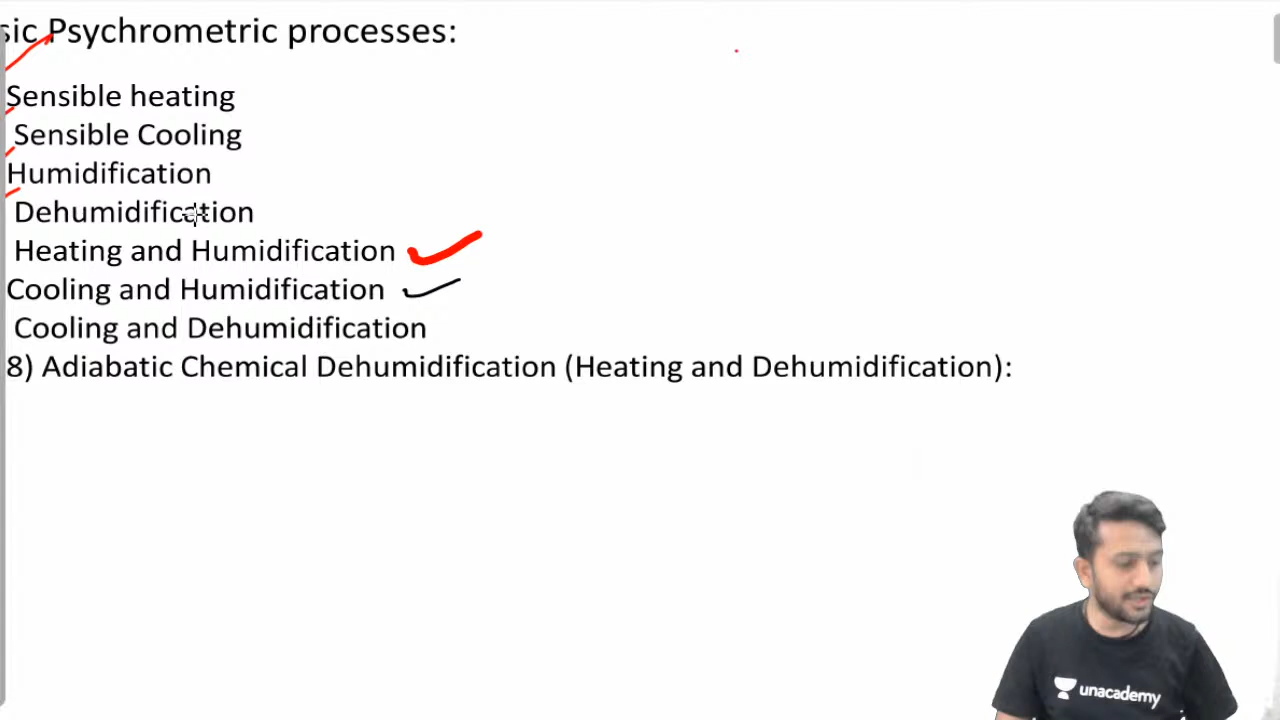 sic Psychrometric processes:
Sensible heating
Sensible Cooling
Humidification
Dehumidification
Heating and Humidification
Cooling and Humidification
Cooling and Dehumidification
8) Adiabatic Chemical Dehumidification (Heating and Dehumidification):
unacademy